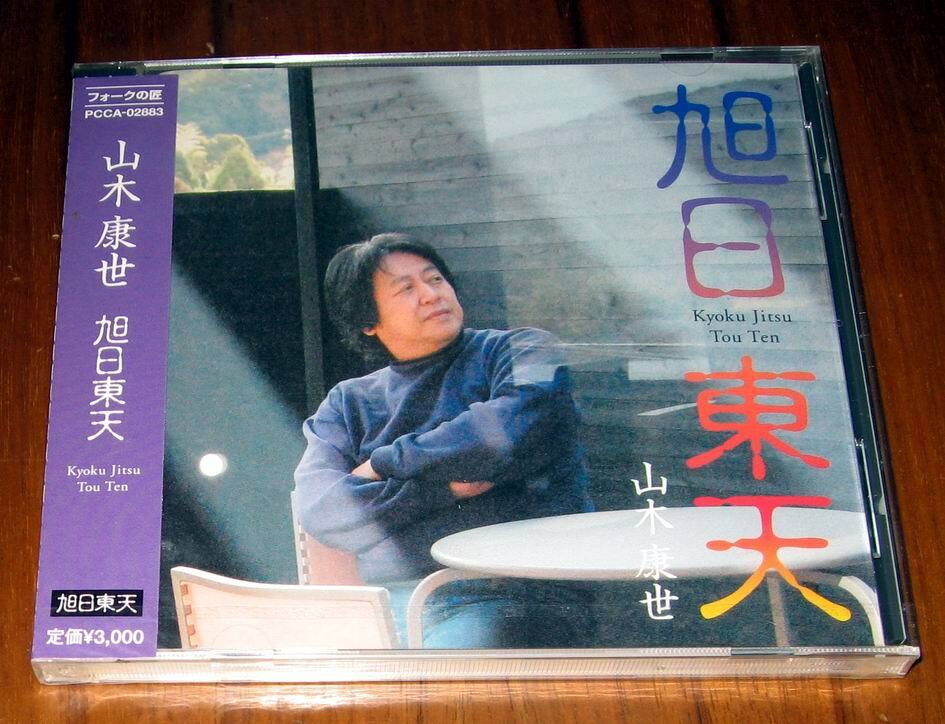 フォークの匠
PCCA-02883
山木康世 旭日東天
Kyoku Jitsu
Tou Ten
旭日東天
定価¥3,000
旭日東天
Kyoku Jitsu
Tou Ten
山木康世